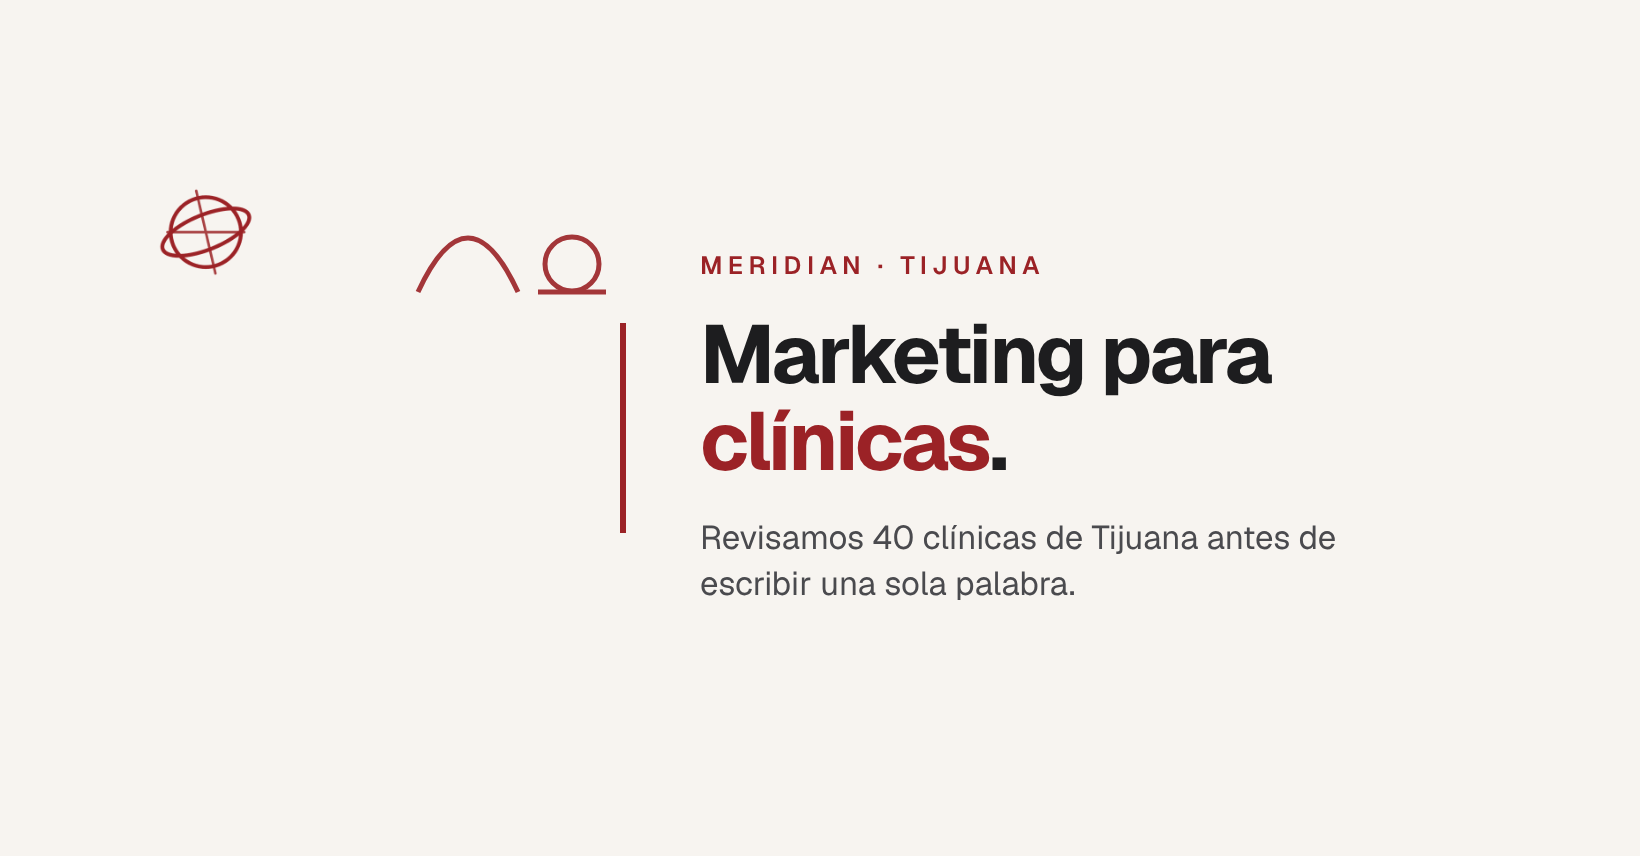 MERIDIAN · TIJUANA
Marketing para
clínicas.
Revisamos 40 clínicas de Tijuana antes de
escribir una sola palabra.